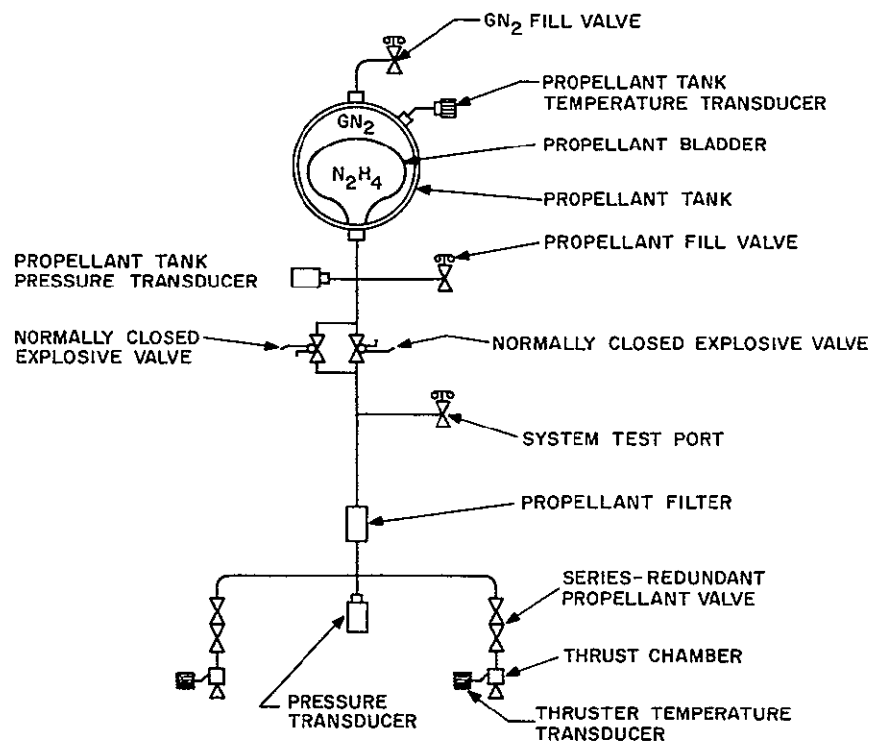 GN₂ FILL VALVE
PROPELLANT TANK
TEMPERATURE TRANSDUCER
GN₂
PROPELLANT BLADDER
N₂H₄
PROPELLANT TANK
PROPELLANT FILL VALVE
PROPELLANT TANK
PRESSURE TRANSDUCER
NORMALLY CLOSED
EXPLOSIVE VALVE
NORMALLY CLOSED EXPLOSIVE VALVE
SYSTEM TEST PORT
PROPELLANT FILTER
SERIES-REDUNDANT
PROPELLANT VALVE
THRUST CHAMBER
PRESSURE
TRANSDUCER
THRUSTER TEMPERATURE
TRANSDUCER